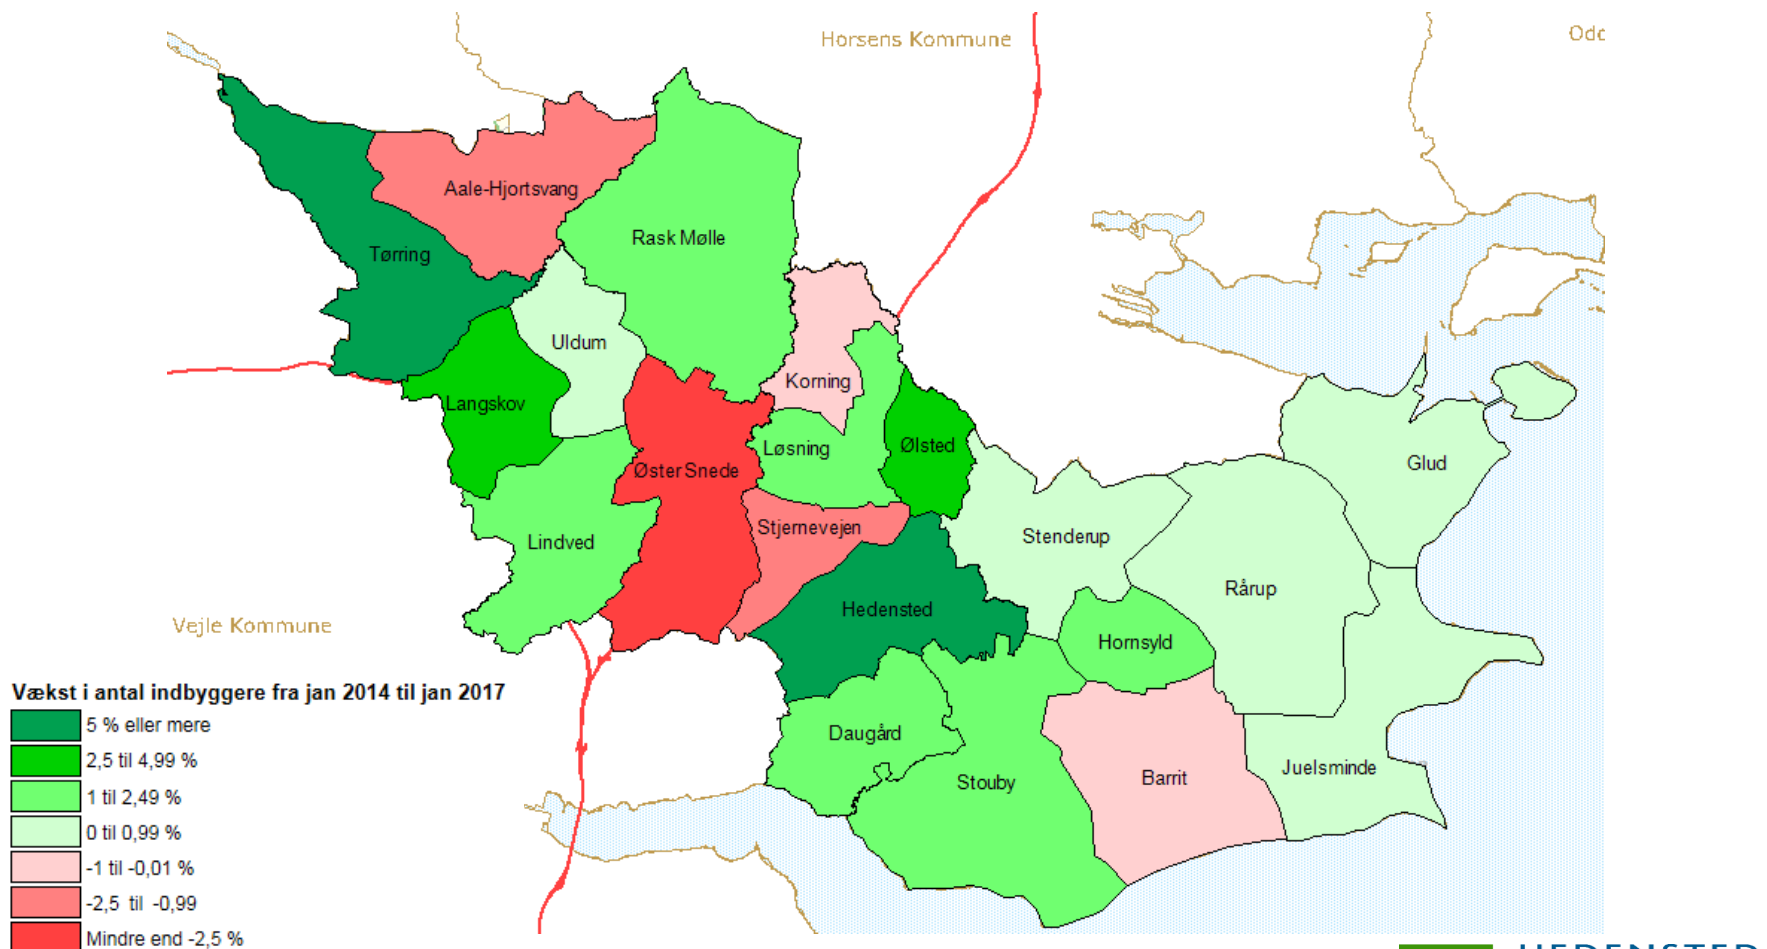 Horsens Kommune
Odd
Aale-Hjortsvang
Rask Mølle
Tørring
Uldum
Korning
Langskov
Løsning
Ølsted
Øster Snede
Glud
Stjernevejen
Stenderup
Lindved
Rårup
Hedensted
Vejle Kommune
Hornsyld
Daugård
Stouby
Barrit
Juelsminde
Vækst i antal indbyggere fra jan 2014 til jan 2017
5 % eller mere
2,5 til 4,99 %
1 til 2,49 %
0 til 0,99 %
-1 til -0,01 %
-2,5 til -0,99
Mindre end -2,5 %
HEDENSTED